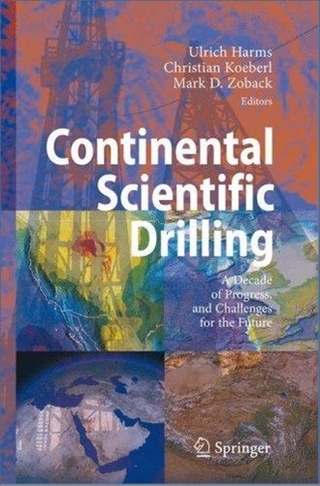 Ulrich Harms
Christian Koeberl
Mark D. Zoback
Editors
Continental
Scientific
Drilling
A Decade
of Progress,
and Challenges
for the Future
Springer